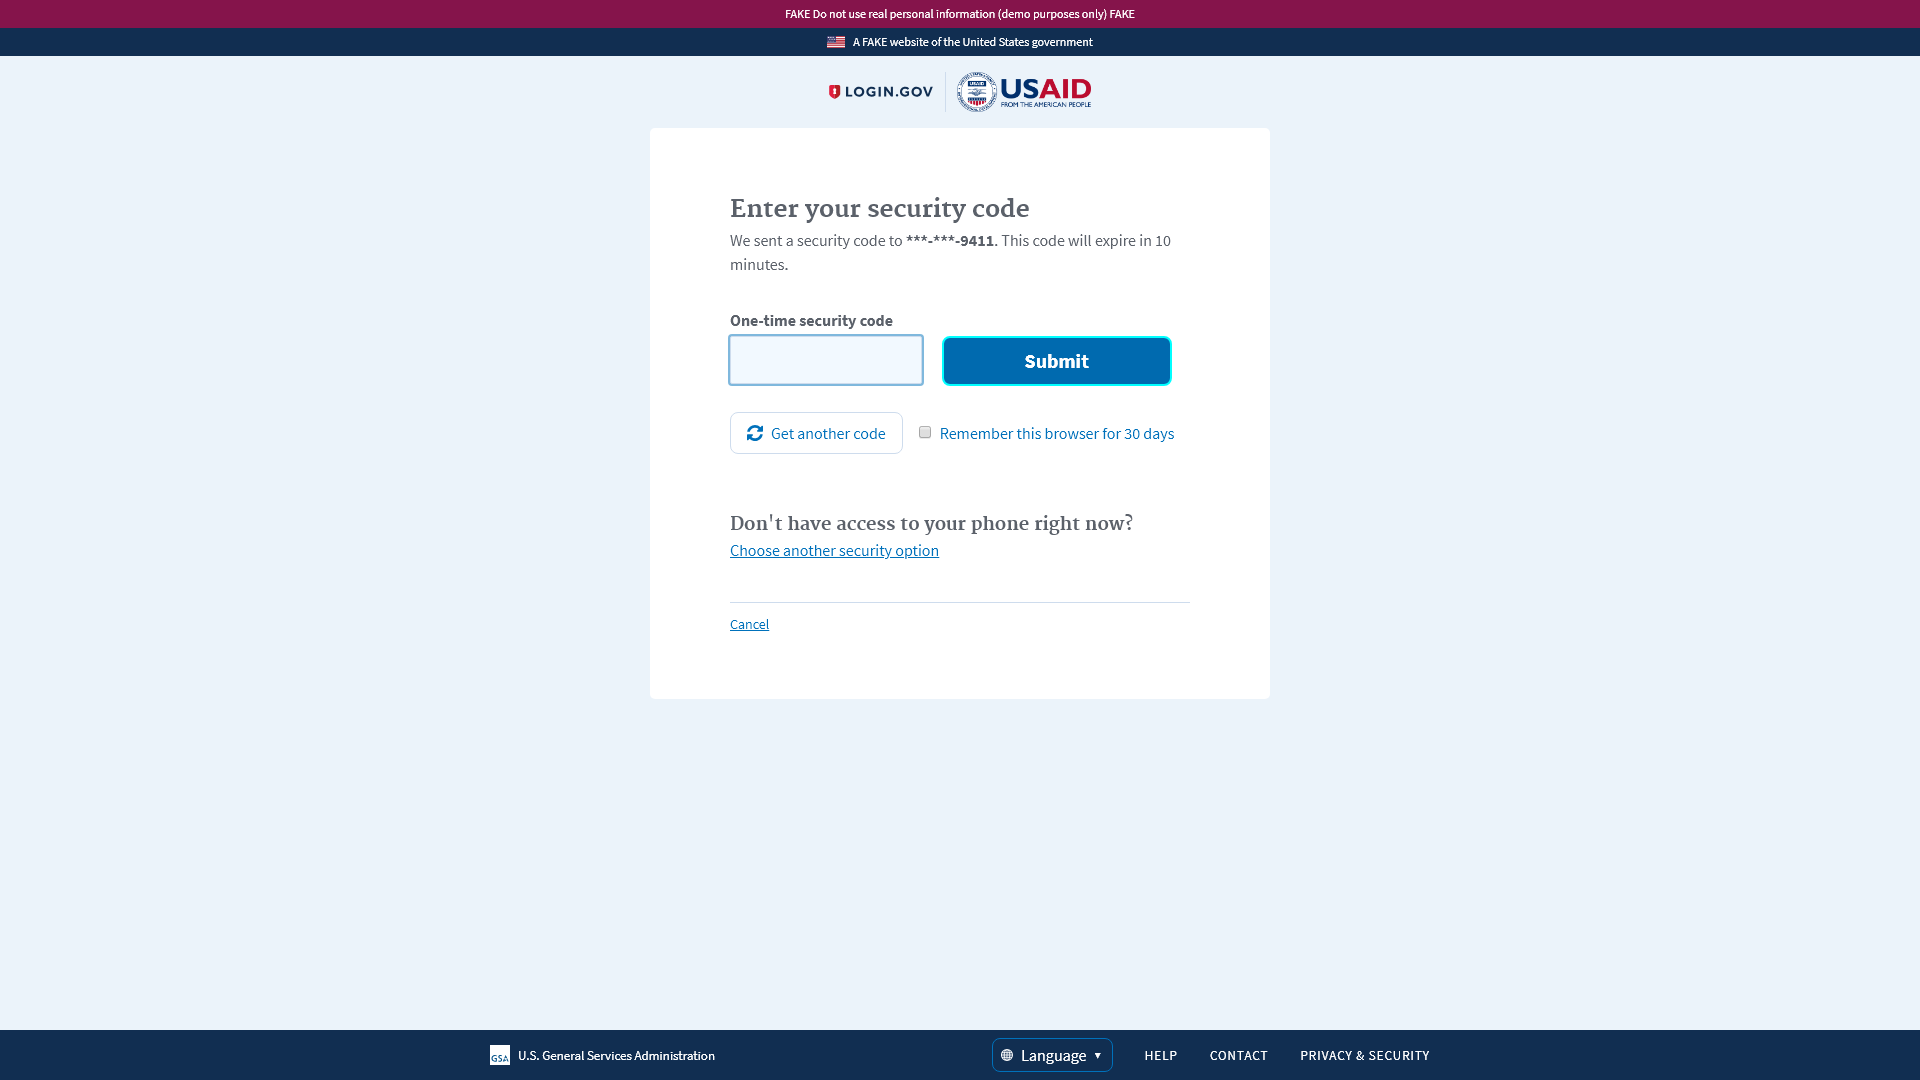 FAKE Do not use real personal information (demo purposes only) FAKE
A FAKE website of the United States government
LOGIN.GOV
USAID
FROM THE AMERICAN PEOPLE
Enter your security code
We sent a security code to ***-***-9411. This code will expire in 10
minutes.
One-time security code
Submit
Get another code
Remember this browser for 30 days
Don't have access to your phone right now?
Choose another security option
Cancel
GSA
U.S. General Services Administration
Language ▼
HELP
CONTACT
PRIVACY & SECURITY